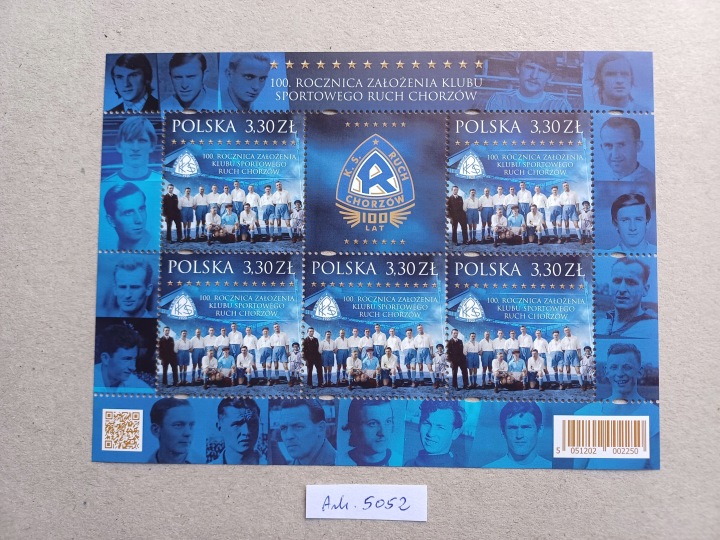 100. ROCZNICA ZAŁOŻENIA KLUBU
SPORTOWEGO RUCH CHORZÓW
POLSKA 3,30 ZŁ
100. ROCZNICA ZAŁOŻENIA
KLUBU SPORTOWEGO
RUCH CHORZÓW
K.S. RUCH
R
CHORZÓW
100
LAT
POLSKA 3,30 ZŁ
100. ROCZNICA ZAŁOŻENIA
KLUBU SPORTOWEGO
RUCH CHORZÓW
POLSKA 3,30 ZŁ
100. ROCZNICA ZAŁOŻENIA
KLUBU SPORTOWEGO
RUCH CHORZÓW
POLSKA 3,30 ZŁ
100. ROCZNICA ZAŁOŻENIA
KLUBU SPORTOWEGO
RUCH CHORZÓW
POLSKA 3,30 ZŁ
100. ROCZNICA ZAŁOŻENIA
KLUBU SPORTOWEGO
RUCH CHORZÓW
5 051202 002250
Ark. 5052